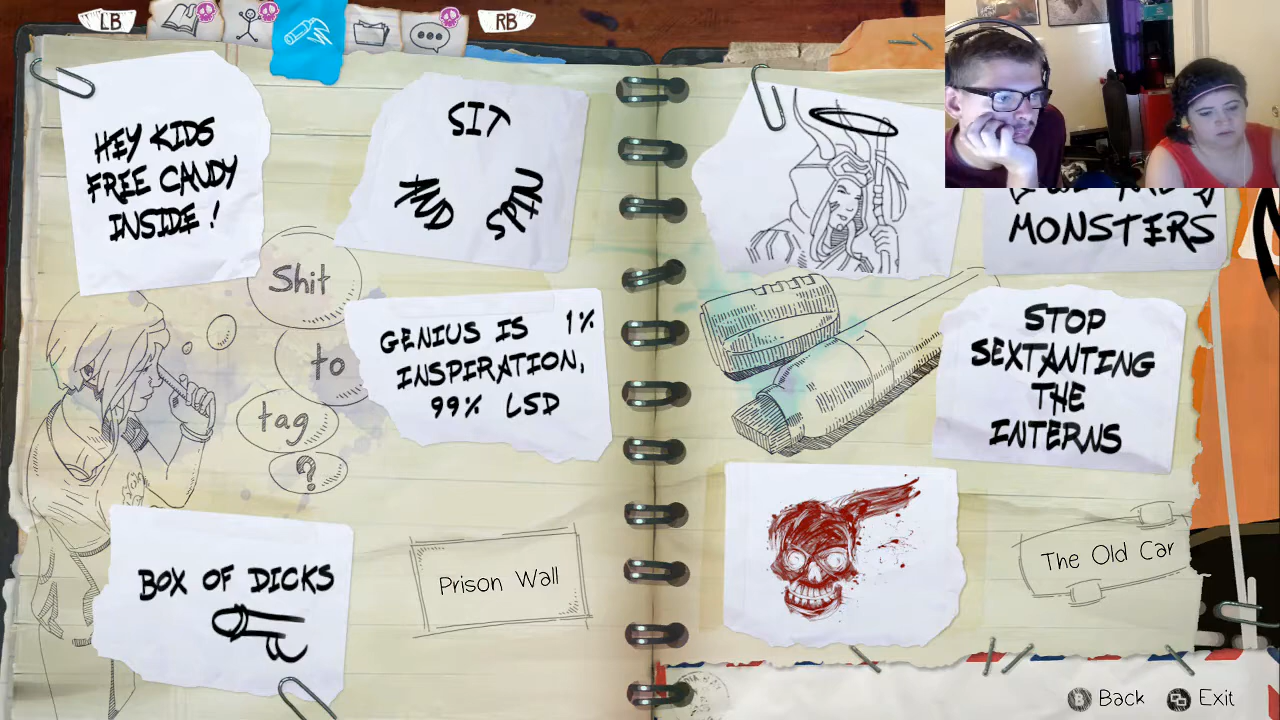 LB
RB
HEY KIDS
FREE CANDY
INSIDE!
SIT
AND SPIN
Shit
to
tag
?
GENIUS IS 1%
INSPIRATION,
99% LSD
BOX OF DICKS
Prison Wall
MONSTERS
STOP
SEXTANTING
THE
INTERNS
The Old Car
B Back
Exit